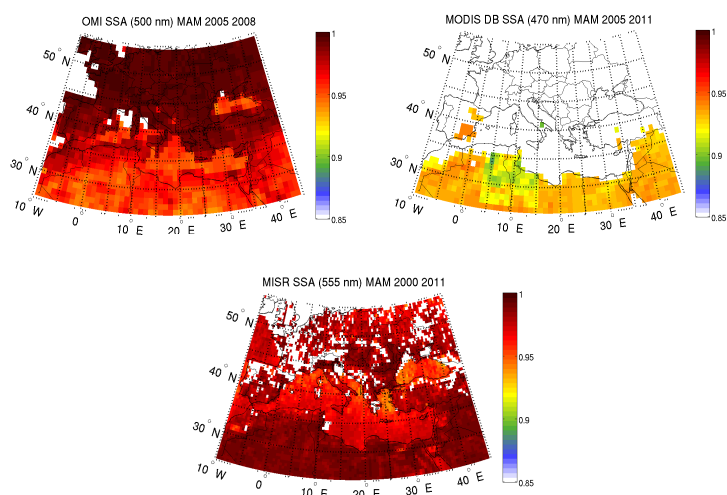 OMI SSA (500 nm) MAM 2005 2008
1
0.95
0.9
0.85
50 ° N
40 ° N
30 ° N
10 ° W
0 °
10 ° E
20 ° E
30 ° E
40 ° E
MODIS DB SSA (470 nm) MAM 2005 2011
1
0.95
0.9
0.85
50 ° N
40 ° N
30 ° N
10 ° W
0 °
10 ° E
20 ° E
30 ° E
40 ° E
MISR SSA (555 nm) MAM 2000 2011
1
0.95
0.9
0.85
50 ° N
40 ° N
30 ° N
10 ° W
0 °
10 ° E
20 ° E
30 ° E
40 ° E